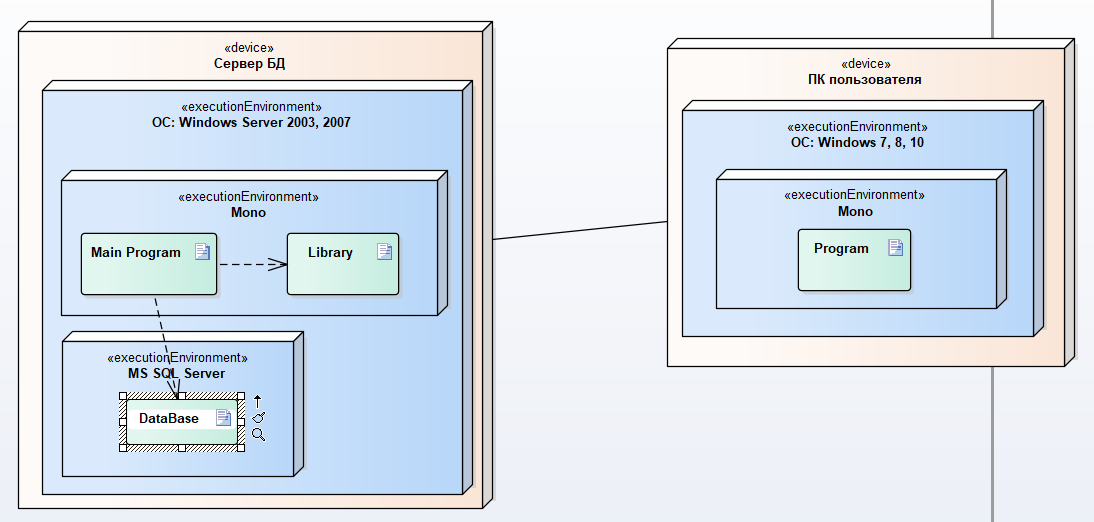 «device»
Сервер БД
«executionEnvironment»
ОС: Windows Server 2003, 2007
«executionEnvironment»
Mono
Main Program
Library
«executionEnvironment»
MS SQL Server
DataBase
«device»
ПК пользователя
«executionEnvironment»
ОС: Windows 7, 8, 10
«executionEnvironment»
Mono
Program